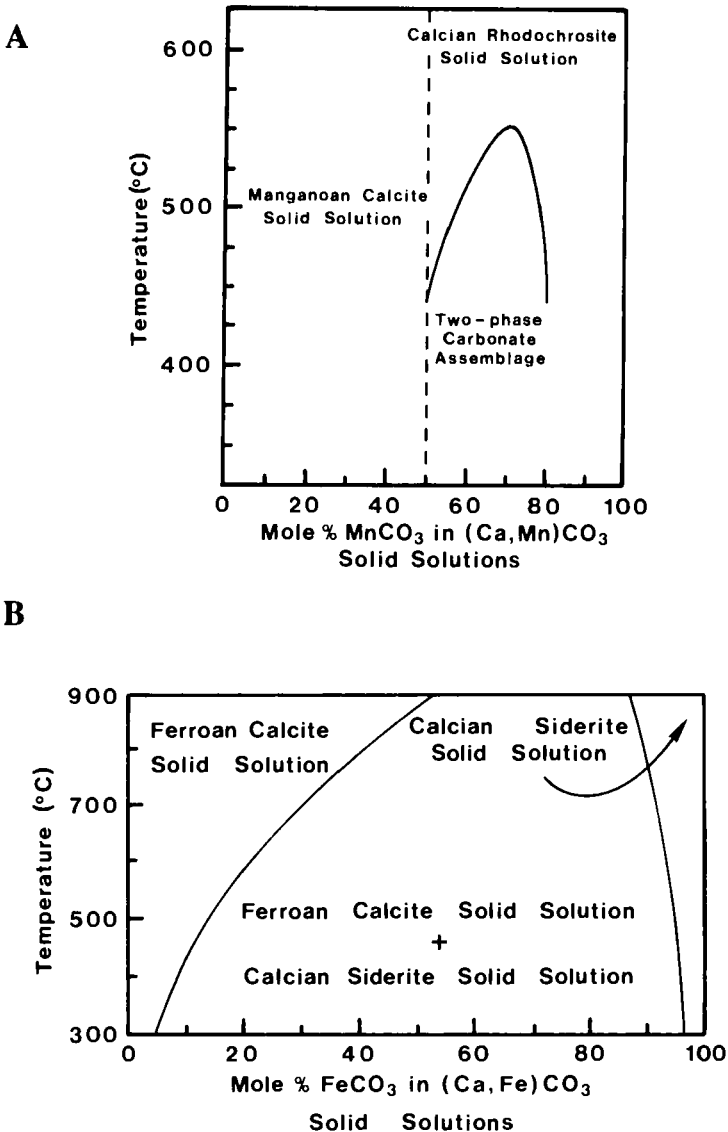 A
Calcian Rhodochrosite
Solid Solution
600
Manganoan Calcite
Solid Solution
500
Two-phase
Carbonate
Assemblage
400
Temperature (°C)
0 20 40 60 80 100
Mole % MnCO3 in (Ca,Mn)CO3
Solid Solutions
B
900
Ferroan Calcite
Solid Solution
Calcian Siderite
Solid Solution
700
Ferroan Calcite Solid Solution
500
+
Calcian Siderite Solid Solution
300
Temperature (°C)
0 20 40 60 80 100
Mole % FeCO3 in (Ca,Fe)CO3
Solid Solutions